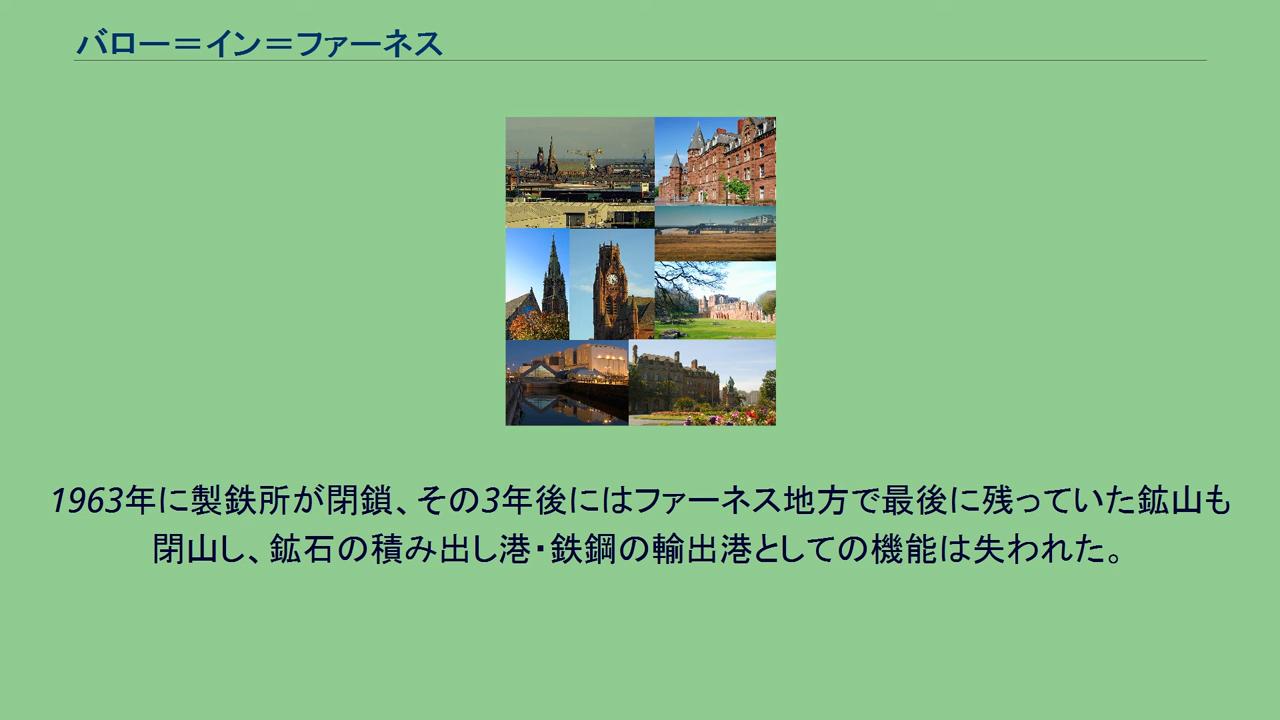 バロー＝イン＝ファーネス
1963年に製鉄所が閉鎖、その3年後にはファーネス地方で最後に残っていた鉱山も
閉山し、鉱石の積み出し港・鉄鋼の輸出港としての機能は失われた。